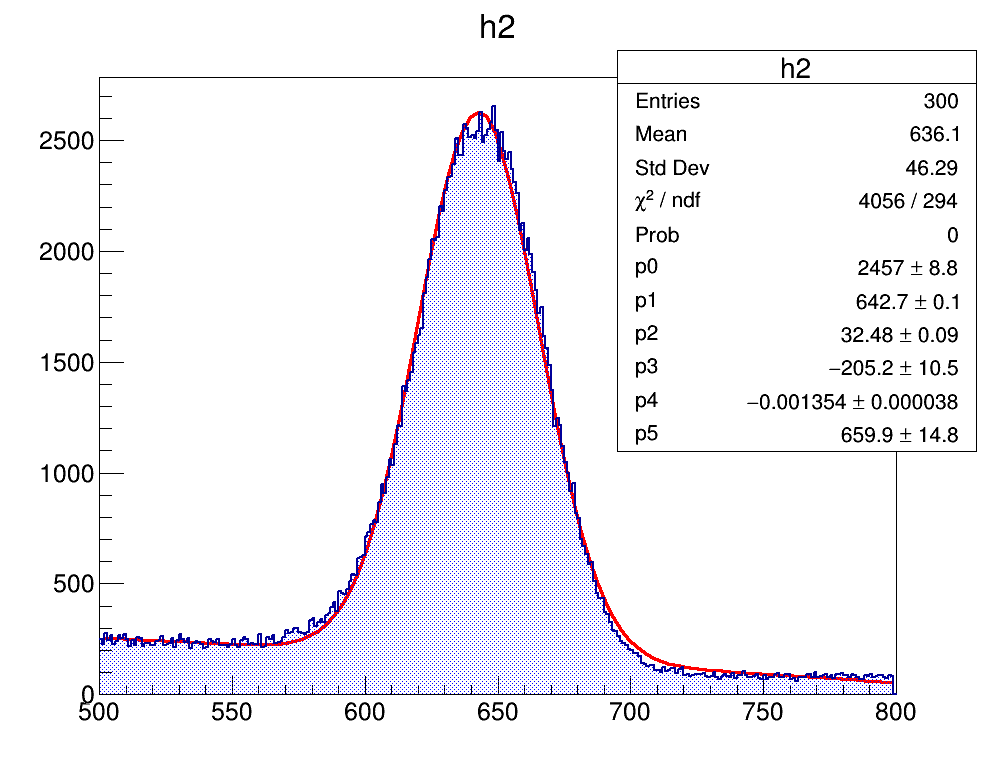 h2
h2
Entries 300
Mean 636.1
Std Dev 46.29
χ² / ndf 4056 / 294
Prob 0
p0 2457 ± 8.8
p1 642.7 ± 0.1
p2 32.48 ± 0.09
p3 −205.2 ± 10.5
p4 −0.001354 ± 0.000038
p5 659.9 ± 14.8
2500
2000
1500
1000
500
0
500 550 600 650 700 750 800